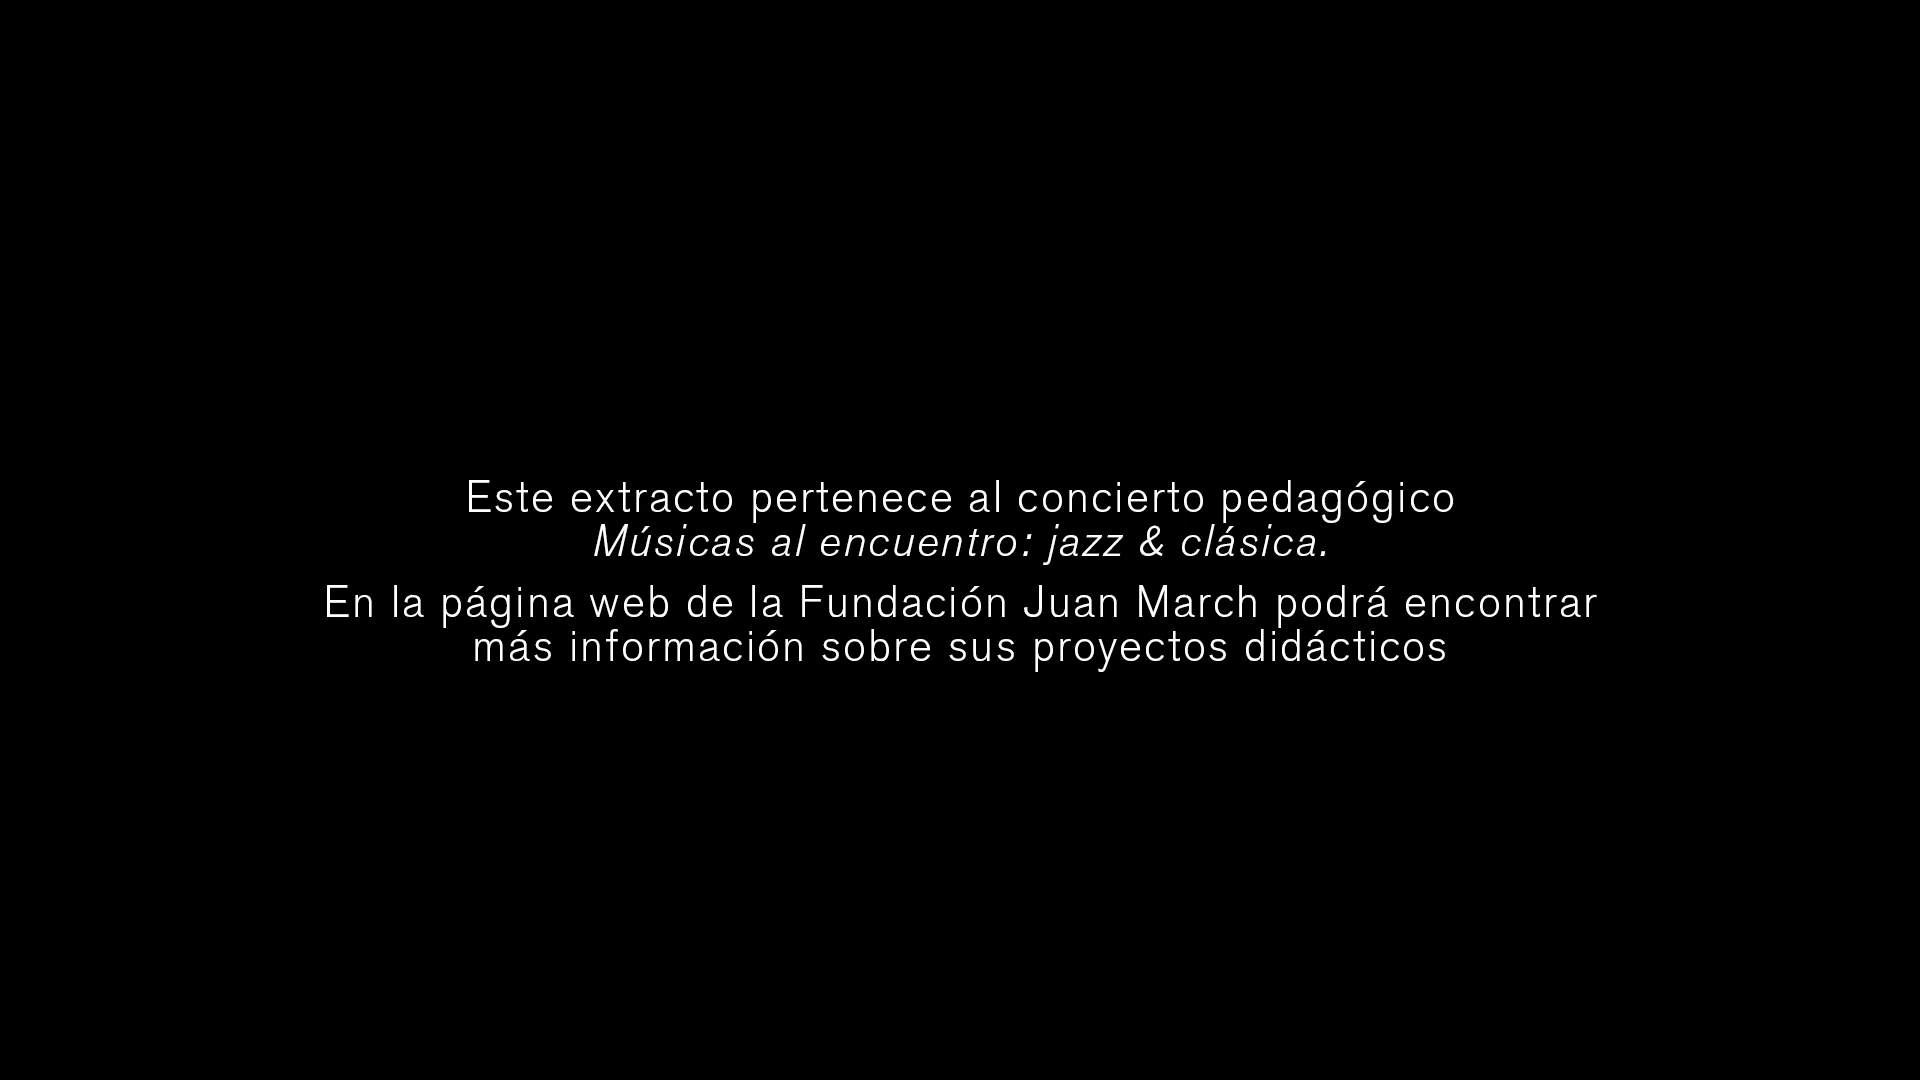 Este extracto pertenece al concierto pedagógico
Músicas al encuentro: jazz & clásica.
En la página web de la Fundación Juan March podrá encontrar
más información sobre sus proyectos didácticos